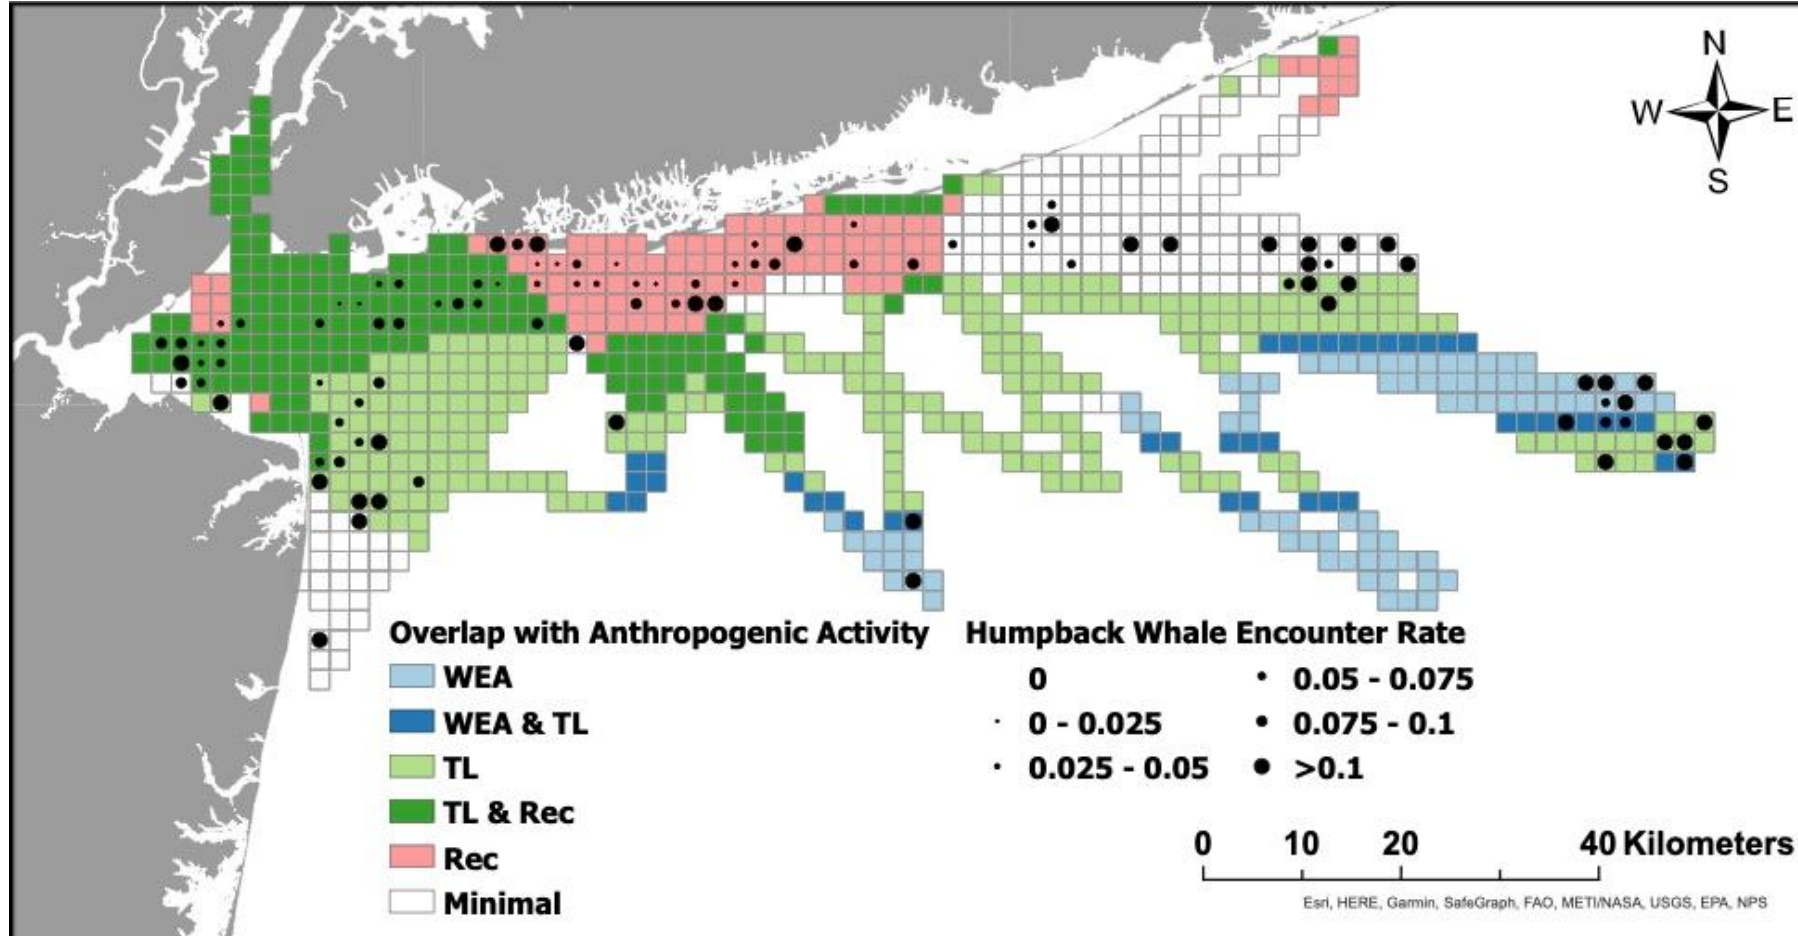 N
W E
S
Overlap with Anthropogenic Activity
WEA
WEA & TL
TL
TL & Rec
Rec
Minimal
Humpback Whale Encounter Rate
0
0 - 0.025
0.025 - 0.05
0.05 - 0.075
0.075 - 0.1
>0.1
0 10 20 40 Kilometers
Esri, HERE, Garmin, SafeGraph, FAO, METI/NASA, USGS, EPA, NPS